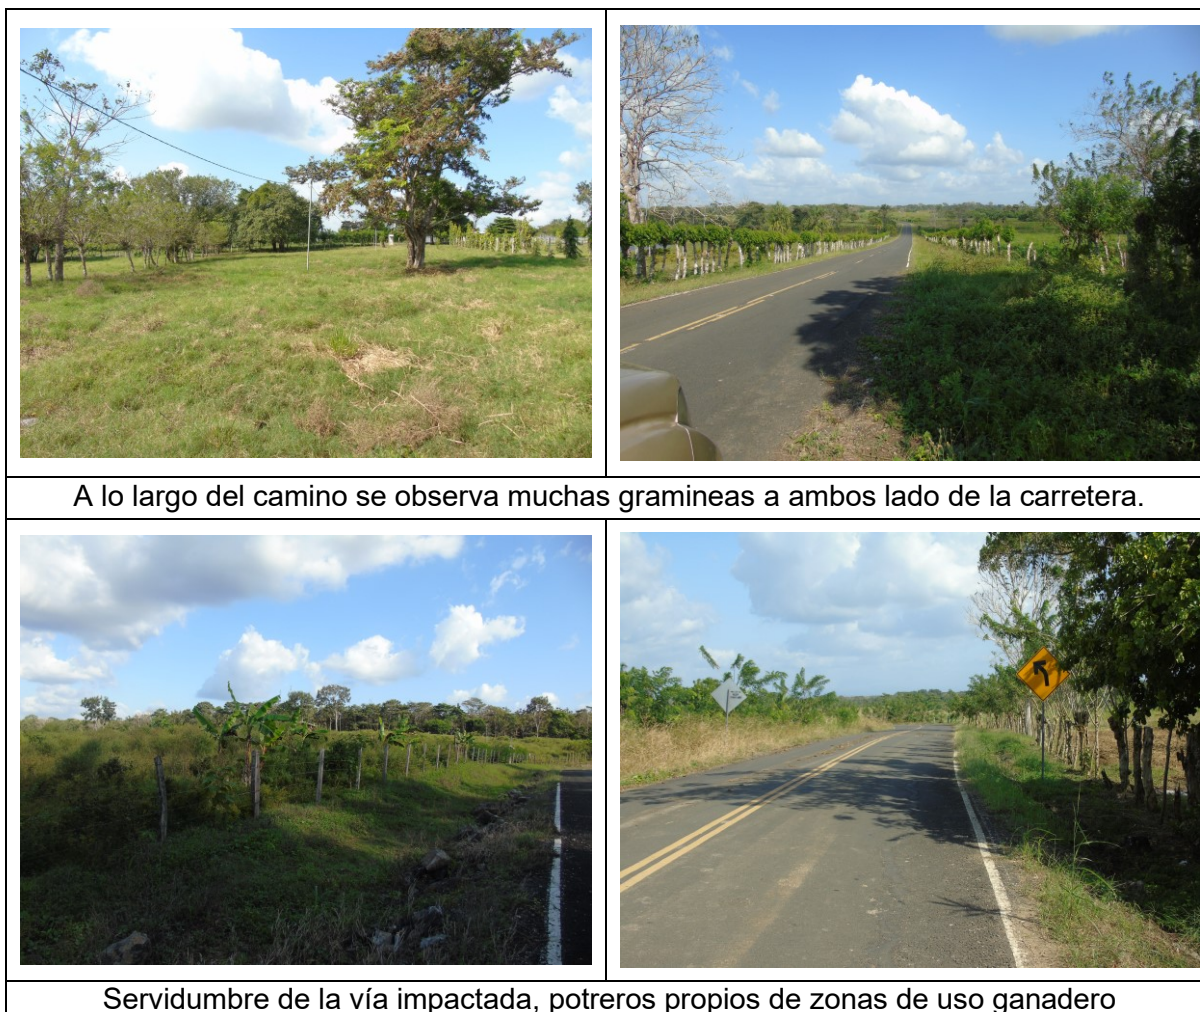 A lo largo del camino se observa muchas gramineas a ambos lado de la carretera.
Servidumbre de la vía impactada, potreros propios de zonas de uso ganadero